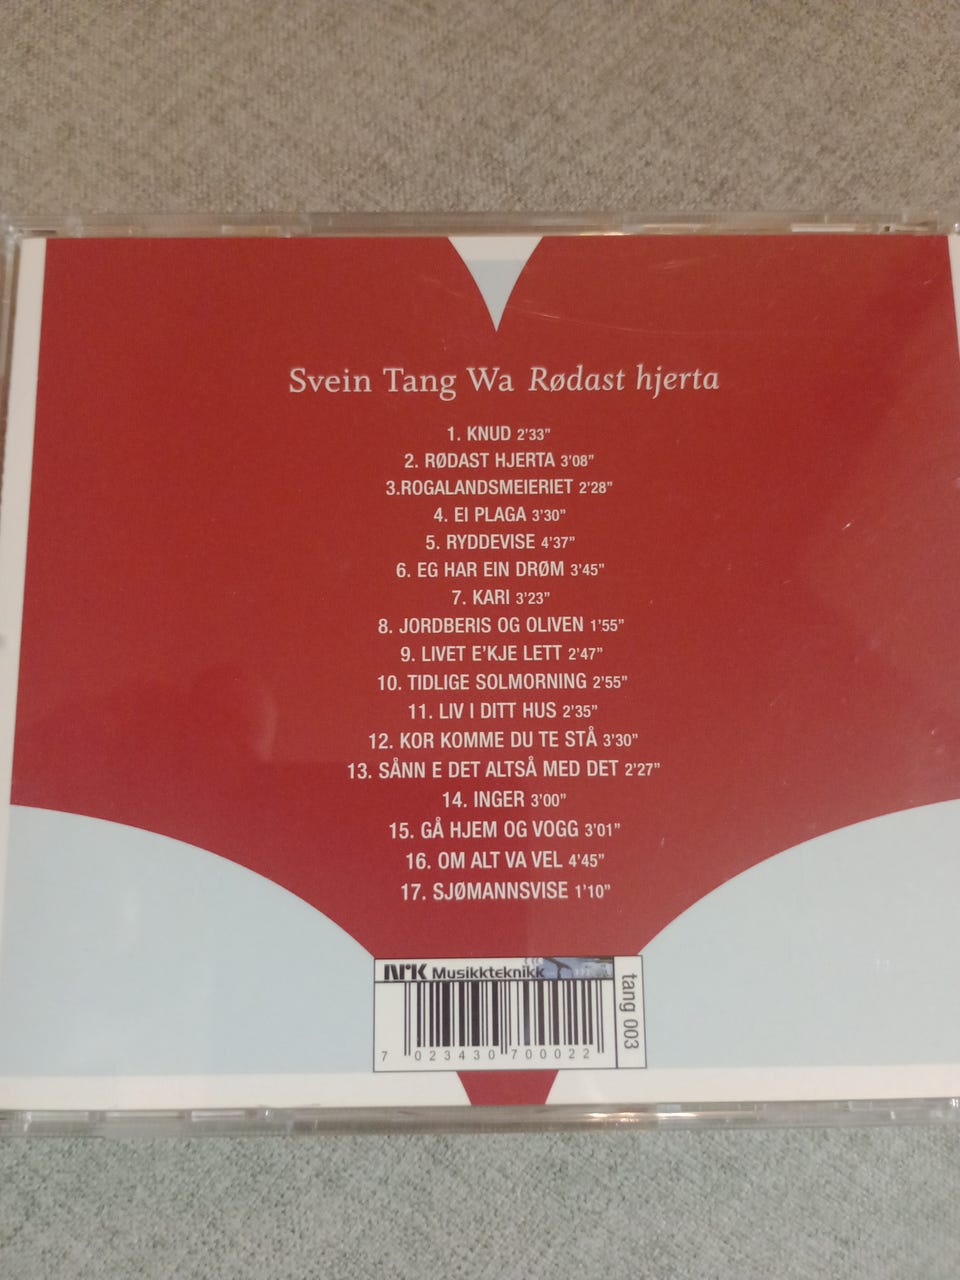 Svein Tang Wa Rødast hjerta
1. KNUD 2'33"
2. RØDAST HJERTA 3'08"
3.ROGALANDSMEIERIET 2'28"
4. EI PLAGA 3'30"
5. RYDDEVISE 4'37"
6. EG HAR EIN DRØM 3'45"
7. KARI 3'23"
8. JORDBERIS OG OLIVEN 1'55"
9. LIVET E'KJE LETT 2'47"
10. TIDLIGE SOLMORNING 2'55"
11. LIV I DITT HUS 2'35"
12. KOR KOMME DU TE STÅ 3'30"
13. SÅNN E DET ALTSÅ MED DET 2'27"
14. INGER 3'00"
15. GÅ HJEM OG VOGG 3'01"
16. OM ALT VA VEL 4'45"
17. SJØMANNSVISE 1'10"
NRK Musikkteknikk
tang 003
7 023430 700022